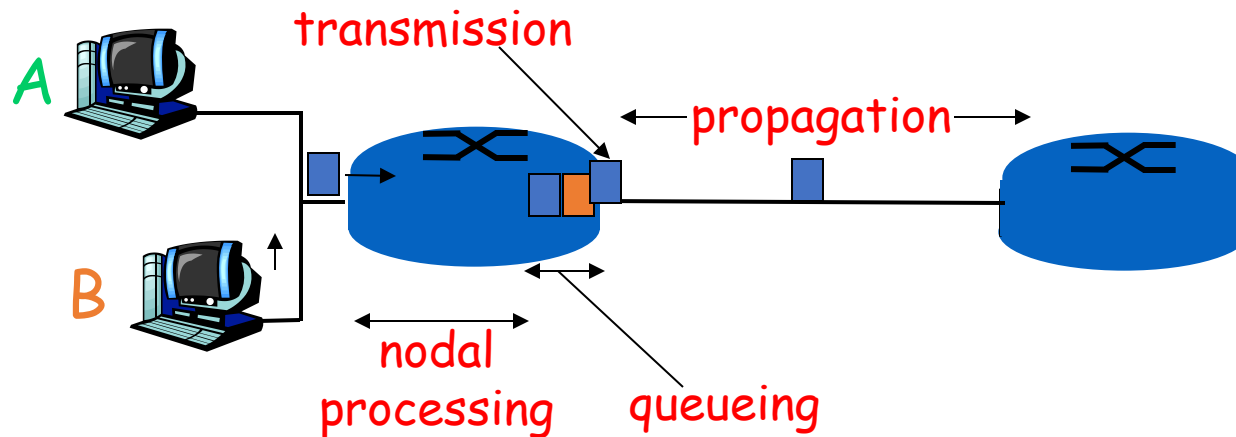 transmission
A
propagation
B
nodal
processing
queueing